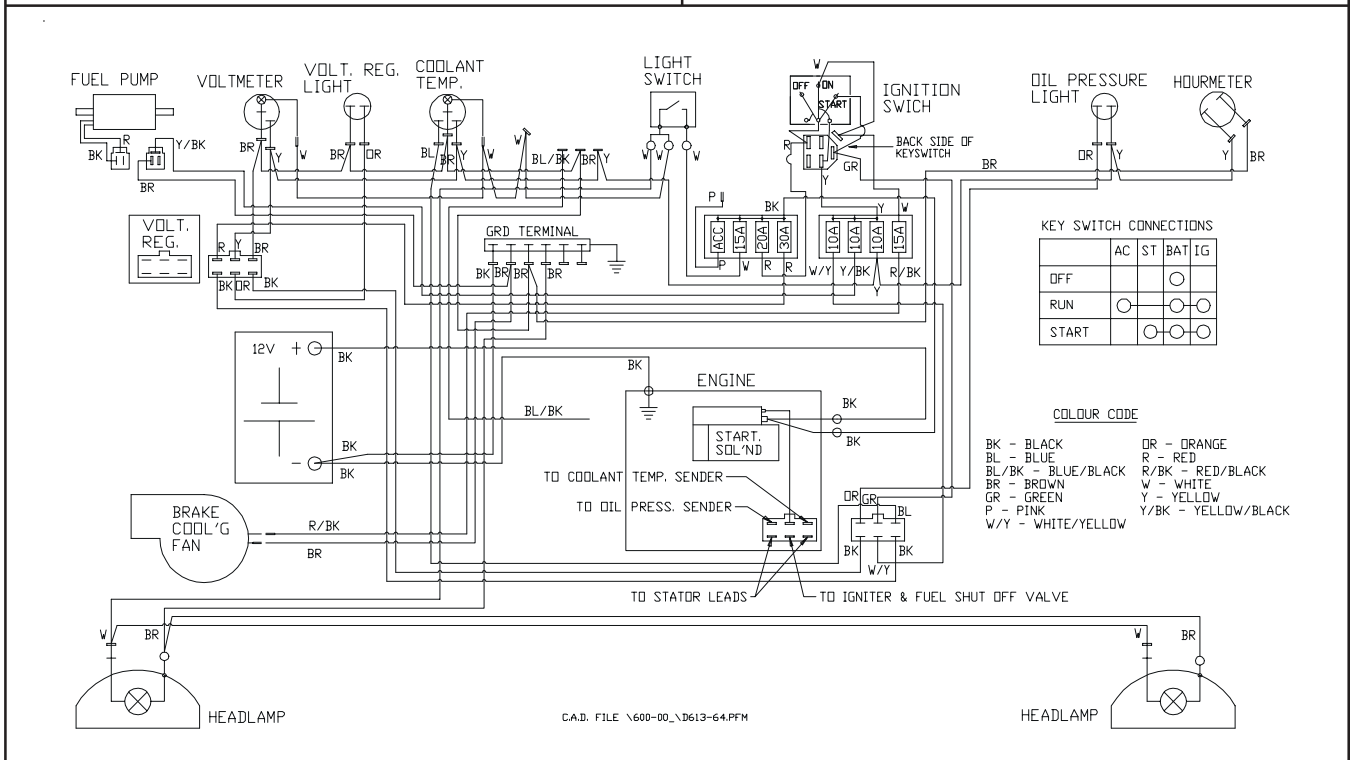 FUEL PUMP
VOLTMETER
VOLT. REG.
LIGHT
COOLANT
TEMP.
LIGHT
SWITCH
W
OFF
ON
START
IGNITION
SWICH
OIL PRESSURE
LIGHT
HOURMETER
BK
R
Y/BK
BR
BR
Y
W
BR
OR
BL
BR
Y
W
W
BL/BK
BR
Y
W
W
R
BACK SIDE OF
KEYSWITCH
GR
Y
OR
Y
BR
Y
BR
VOLT.
REG.
R
Y
BR
BK
OR
BK
GRD TERMINAL
BK
BR
BR
BR
P
BK
ACC
15A
20A
30A
P
W
R
R
Y
W
10A
10A
10A
15A
W/Y
Y/BK
Y
R/BK
KEY SWITCH CONNECTIONS
AC ST BAT IG
OFF
RUN
START
12V
+
BK
-
BK
BK
BK
ENGINE
START.
SOL'ND
BK
BK
BL/BK
TO COOLANT TEMP. SENDER
TO OIL PRESS. SENDER
OR
GR
BL
BK
W/Y
BK
TO STATOR LEADS
TO IGNITER & FUEL SHUT OFF VALVE
COLOUR CODE
BK - BLACK
BL - BLUE
BL/BK - BLUE/BLACK
BR - BROWN
GR - GREEN
P - PINK
W/Y - WHITE/YELLOW
OR - ORANGE
R - RED
R/BK - RED/BLACK
W - WHITE
Y - YELLOW
Y/BK - YELLOW/BLACK
BRAKE
COOL'G
FAN
R/BK
BR
W
BR
HEADLAMP
C.A.D. FILE \600-00_\D613-64.PFM
W
BR
HEADLAMP